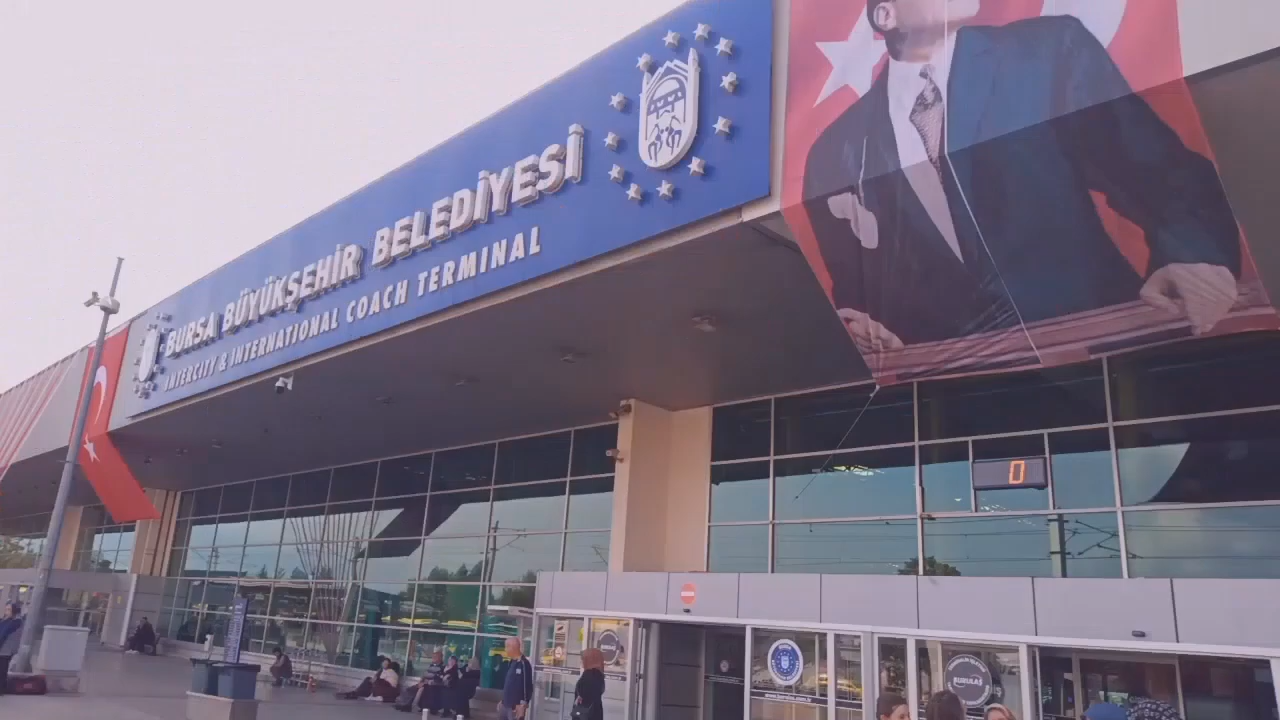 BURSA BÜYÜKŞEHİR BELEDİYESİ
INTERCITY & INTERNATIONAL COACH TERMINAL
0
BURULAŞ